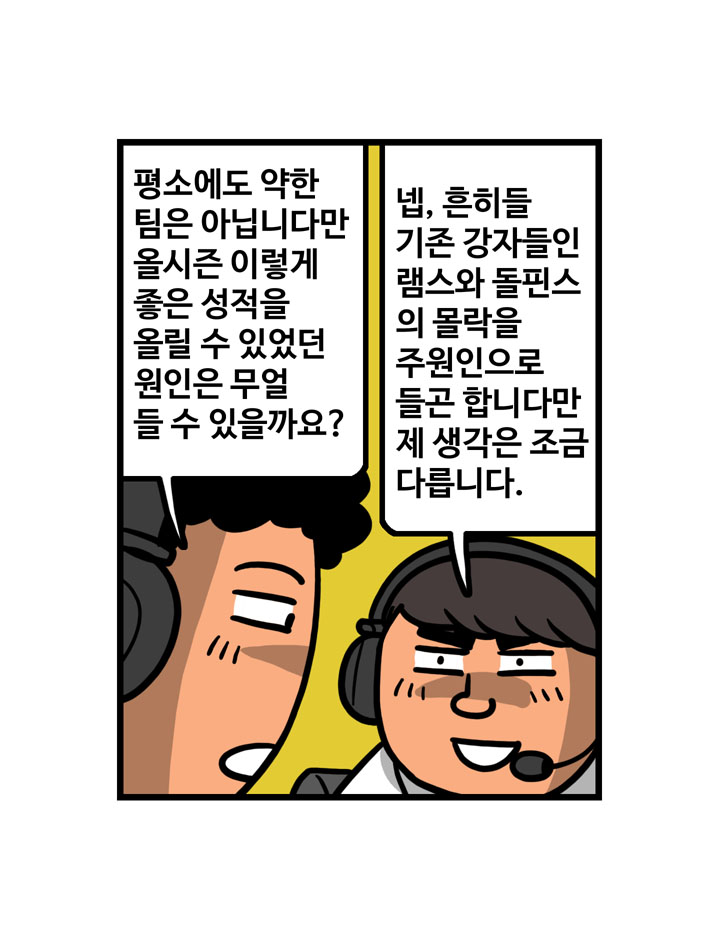 평소에도 약한
팀은 아닙니다만
올시즌 이렇게
좋은 성적을
올릴 수 있었던
원인은 무얼
들 수 있을까요?
넵, 흔히들
기존 강자들인
램스와 돌핀스
의 몰락을
주원인으로
들곤 합니다만
제 생각은 조금
다릅니다.